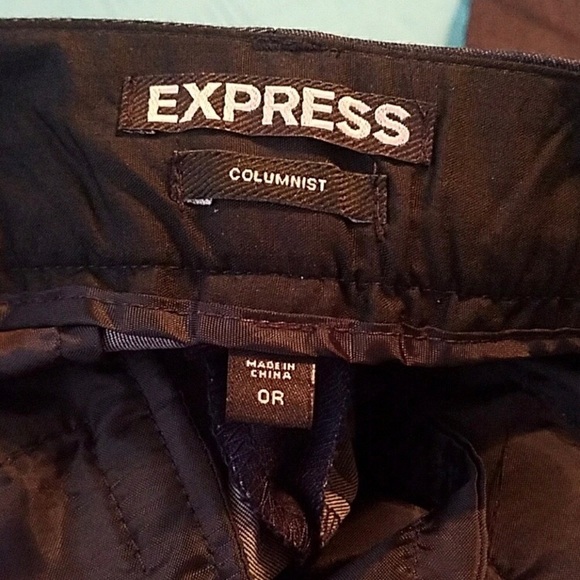 EXPRESS
COLUMNIST
MADE IN
CHINA
0R